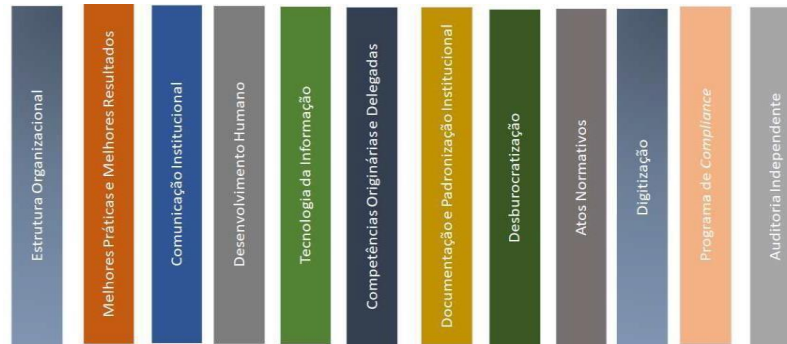 Estrutura Organizacional
Melhores Práticas e Melhores Resultados
Comunicação Institucional
Desenvolvimento Humano
Tecnologia da Informação
Competências Originárias e Delegadas
Documentação e Padronização Institucional
Desburocratização
Atos Normativos
Digitização
Programa de Compliance
Auditoria Independente